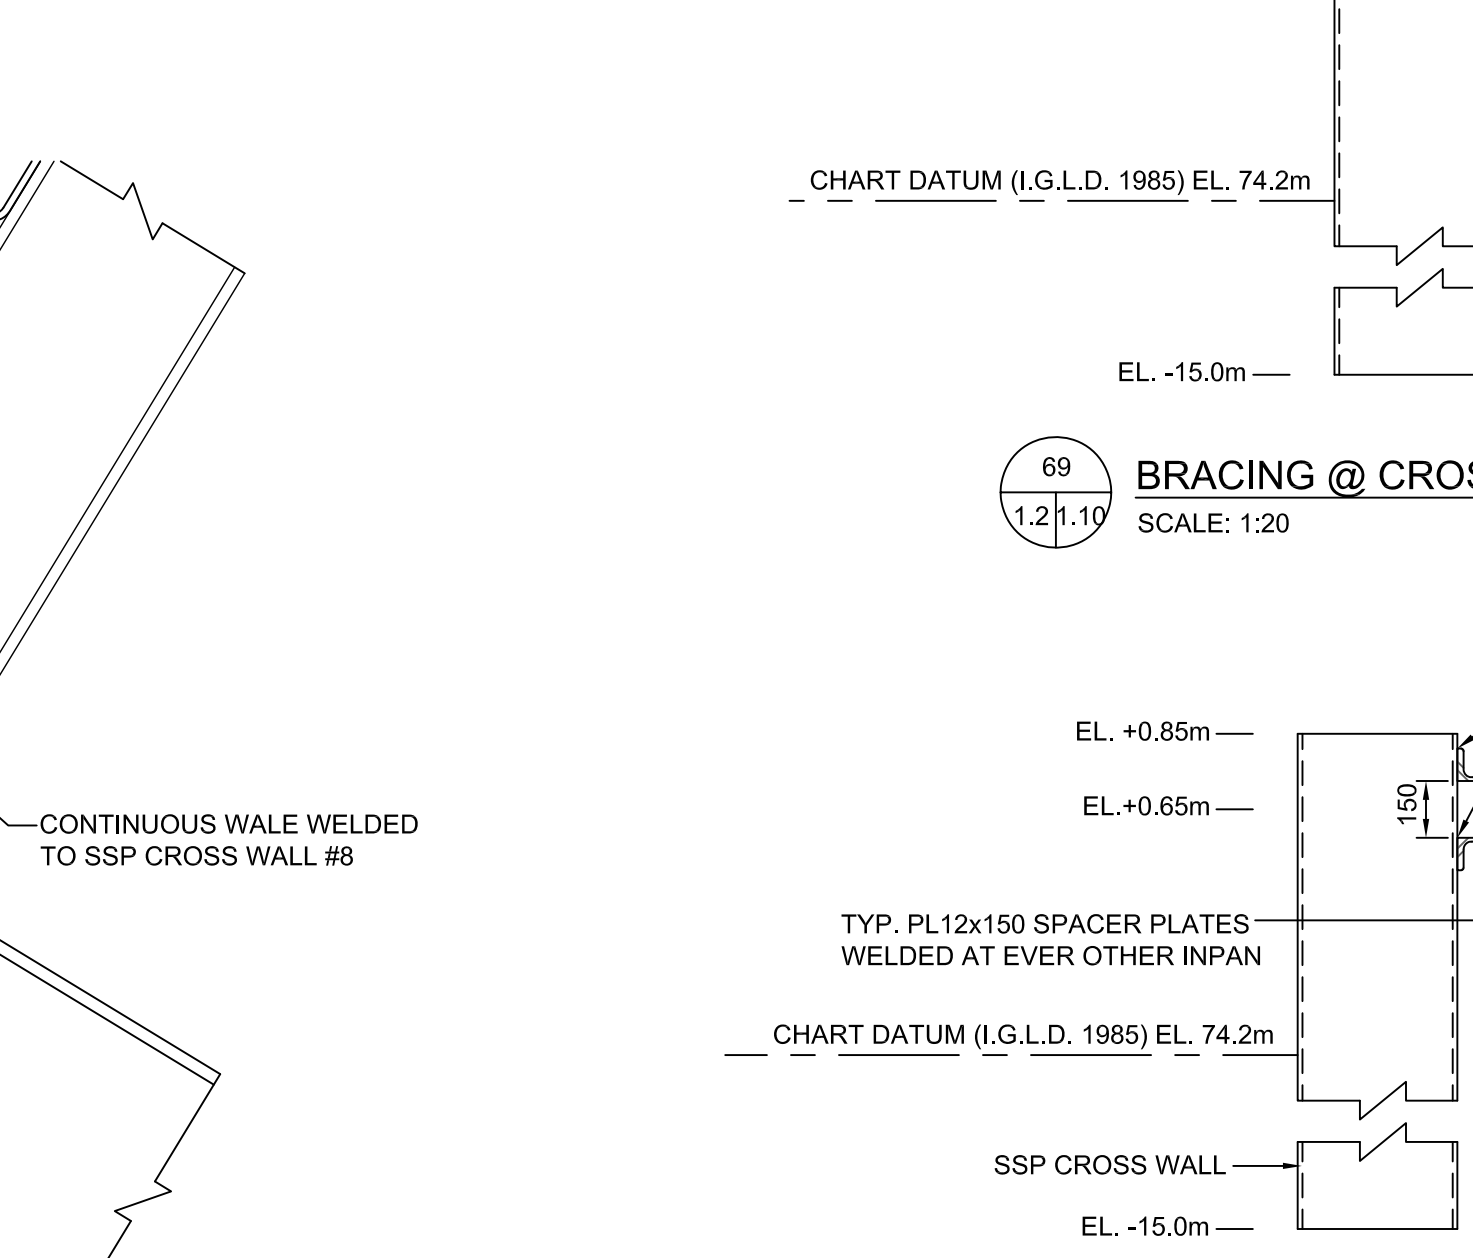 CHART DATUM (I.G.L.D. 1985) EL. 74.2m
EL. -15.0m
69
1.2 1.10
BRACING @ CROS
SCALE: 1:20
EL. +0.85m
EL.+0.65m
150
CONTINUOUS WALE WELDED
TO SSP CROSS WALL #8
TYP. PL12x150 SPACER PLATES
WELDED AT EVER OTHER INPAN
CHART DATUM (I.G.L.D. 1985) EL. 74.2m
SSP CROSS WALL
EL. -15.0m